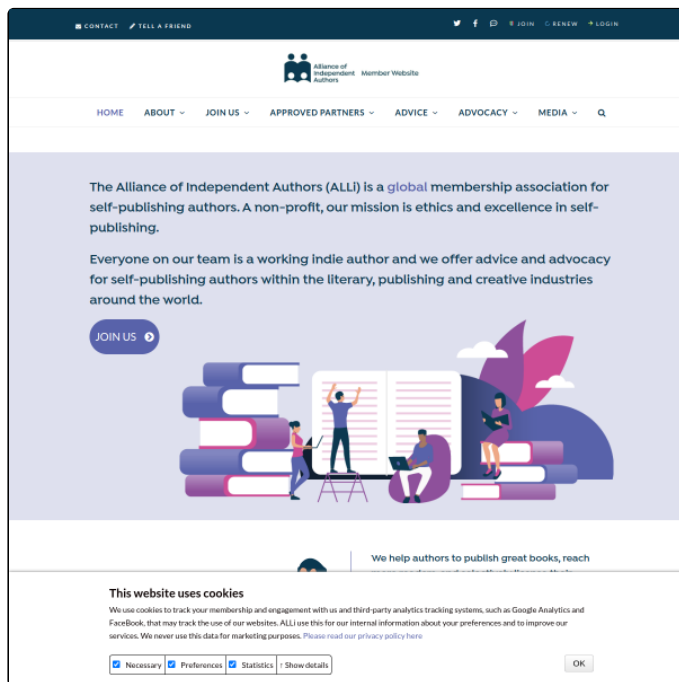 CONTACT TELL A FRIEND JOIN RENEW LOGIN
Alliance of
Independent Member Website
Authors
HOME ABOUT JOIN US APPROVED PARTNERS ADVICE ADVOCACY MEDIA
The Alliance of Independent Authors (ALLi) is a global membership association for
self-publishing authors. A non-profit, our mission is ethics and excellence in self-
publishing.
Everyone on our team is a working indie author and we offer advice and advocacy
for self-publishing authors within the literary, publishing and creative industries
around the world.
JOIN US
We help authors to publish great books, reach
This website uses cookies
We use cookies to track your membership and engagement with us and third-party analytics tracking systems, such as Google Analytics and
FaceBook, that may track the use of our websites. ALLi use this for our internal information about your preferences and to improve our
services. We never use this data for marketing purposes. Please read our privacy policy here
Necessary Preferences Statistics ↑ Show details OK